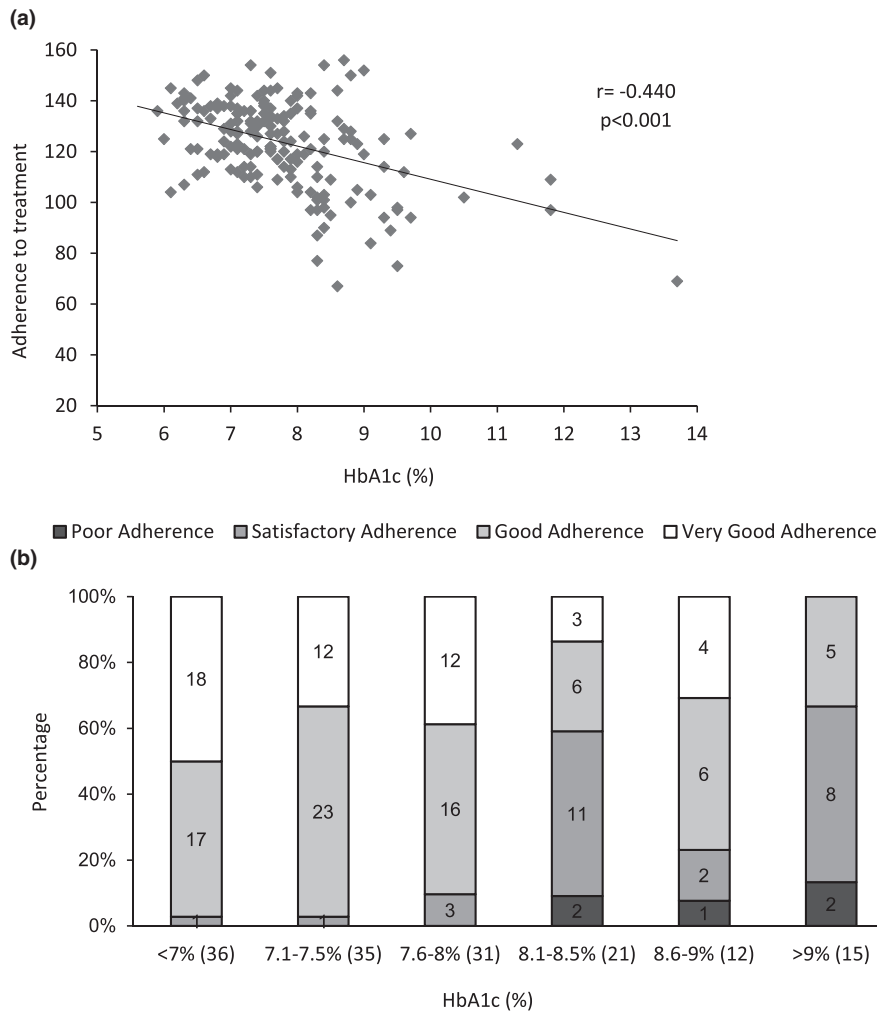 (a)
160
140
120
100
80
60
40
20
Adherence to treatment
r= -0.440
p<0.001
5 6 7 8 9 10 11 12 13 14
HbA1c (%)
Poor Adherence Satisfactory Adherence Good Adherence Very Good Adherence
(b)
100%
80%
60%
40%
20%
0%
Percentage
18 12 12 3 4 5
17 23 16 6 6 8
1 1 3 11 2 2
2 1
<7% (36) 7.1-7.5% (35) 7.6-8% (31) 8.1-8.5% (21) 8.6-9% (12) >9% (15)
HbA1c (%)